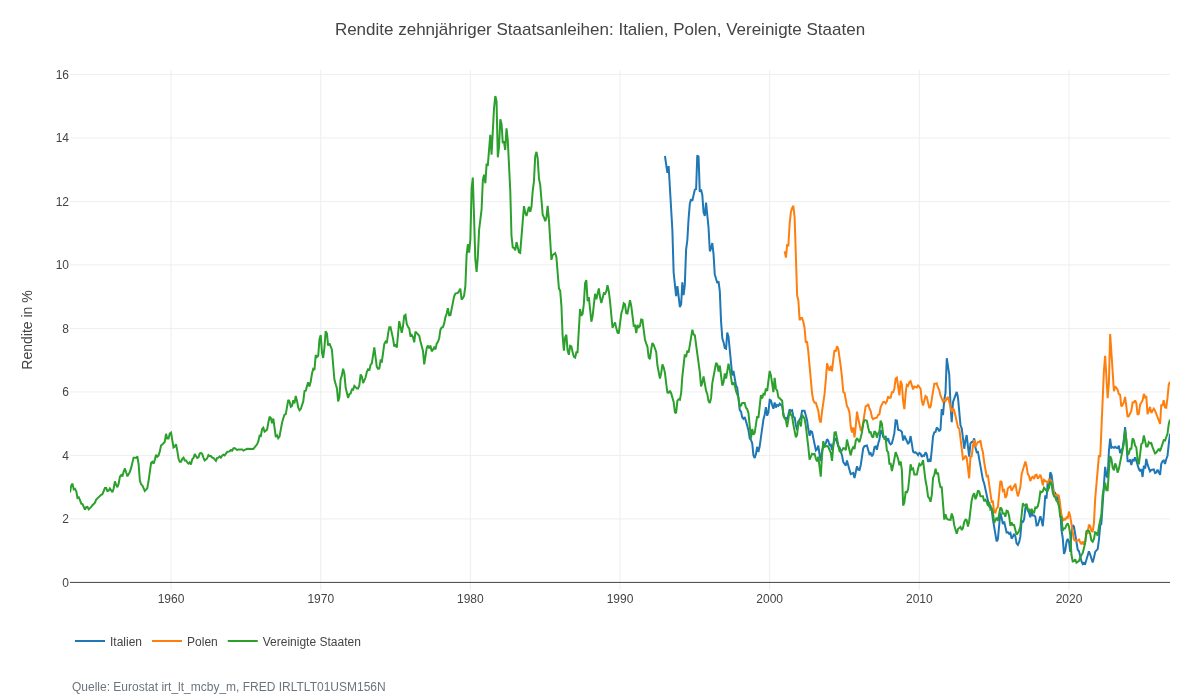 Rendite zehnjähriger Staatsanleihen: Italien, Polen, Vereinigte Staaten
16
14
12
10
8
6
4
2
0
Rendite in %
1960 1970 1980 1990 2000 2010 2020
Italien Polen Vereinigte Staaten
Quelle: Eurostat irt_lt_mcby_m, FRED IRLTLT01USM156N